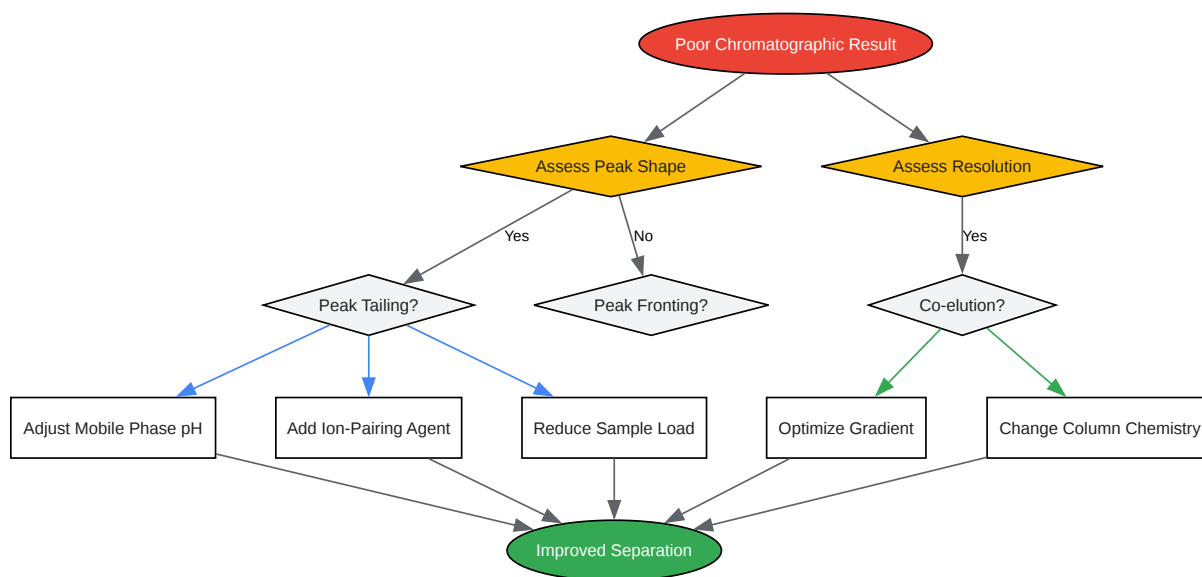 Poor Chromatographic Result
Assess Peak Shape
Assess Resolution
Yes
No
Yes
Peak Tailing?
Peak Fronting?
Co-elution?
Adjust Mobile Phase pH
Add Ion-Pairing Agent
Reduce Sample Load
Optimize Gradient
Change Column Chemistry
Improved Separation